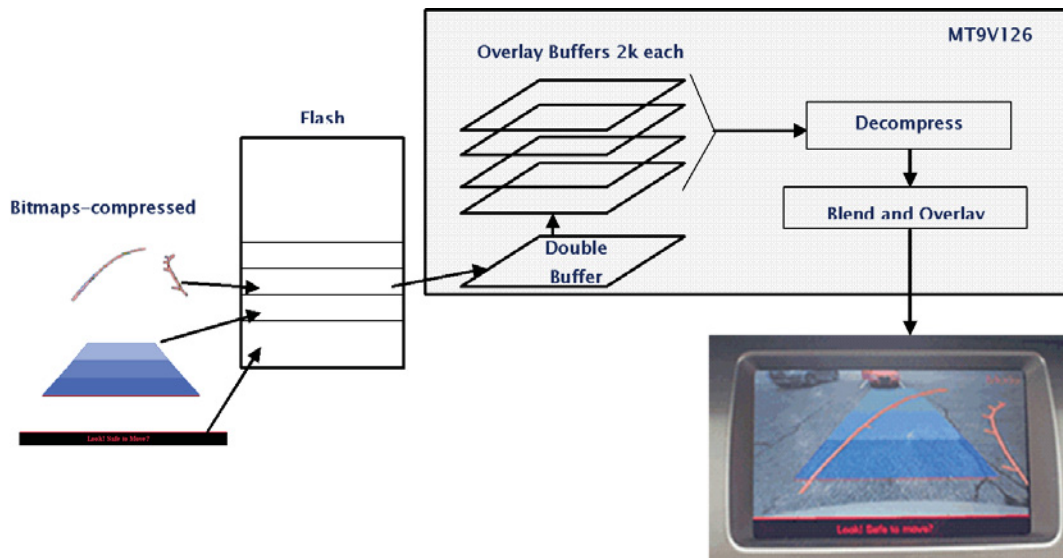 MT9V126
Overlay Buffers 2k each
Flash
Decompress
Bitmaps-compressed
Blend and Overlay
Double
Buffer
Look! Safe to Move?
Look! Safe to move?